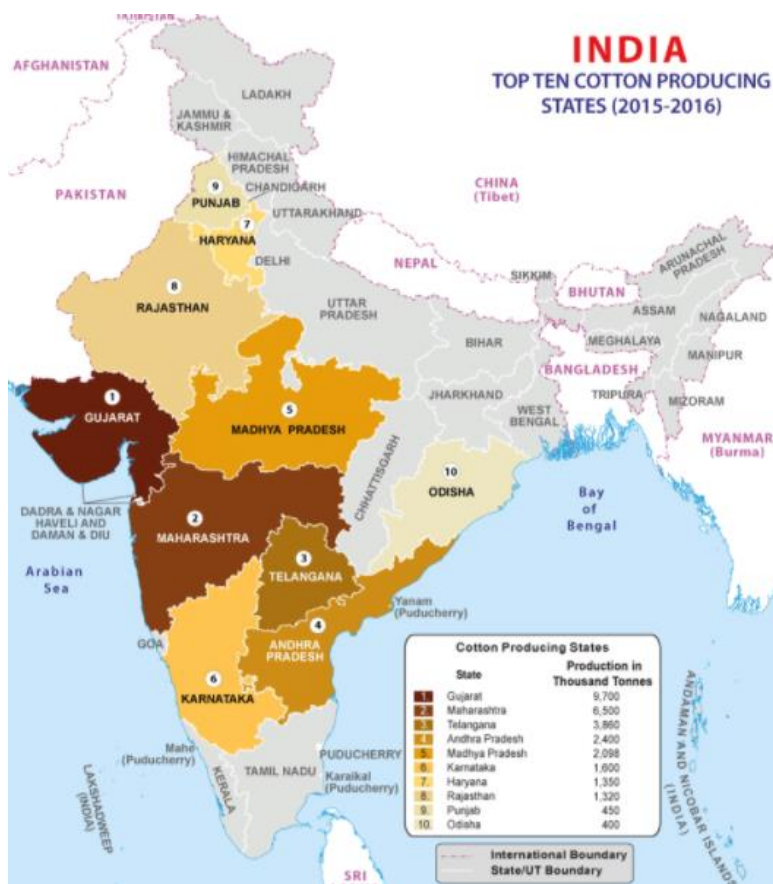 INDIA
TOP TEN COTTON PRODUCING
STATES (2015-2016)
AFGHANISTAN
LADAKH
JAMMU &
KASHMIR
HIMACHAL
PRADESH
PAKISTAN
9
PUNJAB
CHANDIGARH
CHINA
(Tibet)
UTTARAKHAND
7
HARYANA
DELHI
NEPAL
8
RAJASTHAN
UTTAR
PRADESH
SIKKIM
BHUTAN
ARUNACHAL
PRADESH
ASSAM
NAGALAND
BIHAR
MEGHALAYA
MANIPUR
BANGLADESH
1
GUJARAT
5
MADHYA PRADESH
JHARKHAND
WEST
BENGAL
TRIPURA
MIZORAM
MYANMAR
(Burma)
CHHATTISGARH
10
ODISHA
DADRA & NAGAR
HAVELI AND
DAMAN & DIU
2
MAHARASHTRA
Bay
of
Bengal
Arabian
Sea
3
TELANGANA
Yanam
(Puducherry)
GOA
4
ANDHRA
PRADESH
6
KARNATAKA
Mahe
(Puducherry)
PUDUCHERRY
TAMIL NADU
Karaikal
(Puducherry)
KERALA
LAKSHADWEEP
(INDIA)
ANDAMAN AND NICOBAR ISLANDS
(INDIA)
SRI
Cotton Producing States
State Production in
Thousand Tonnes
1 Gujarat 9,700
2 Maharashtra 6,500
3 Telangana 3,860
4 Andhra Pradesh 2,400
5 Madhya Pradesh 2,098
6 Karnataka 1,600
7 Haryana 1,350
8 Rajasthan 1,320
9 Punjab 450
10 Odisha 400
International Boundary
State/UT Boundary